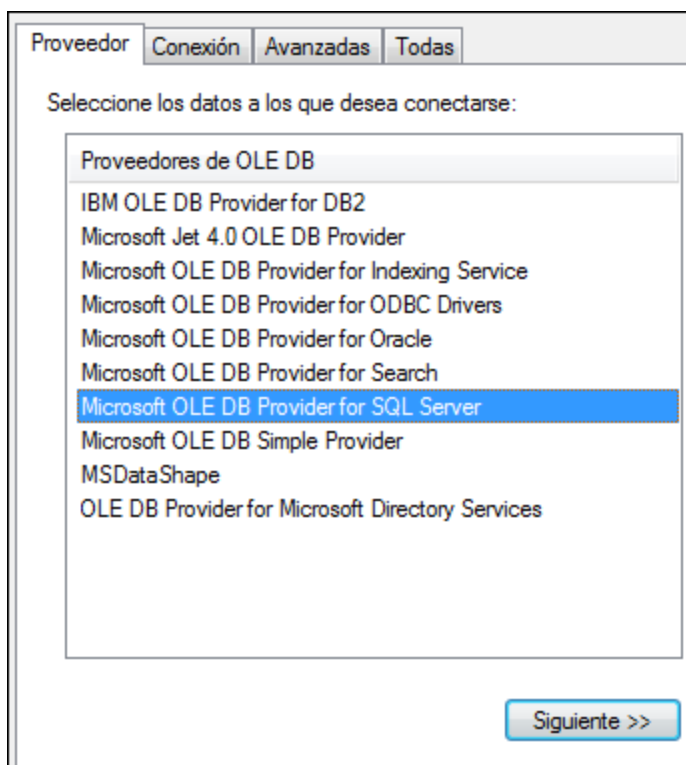 Proveedor Conexión Avanzadas Todas
Seleccione los datos a los que desea conectarse:
Proveedores de OLE DB
IBM OLE DB Provider for DB2
Microsoft Jet 4.0 OLE DB Provider
Microsoft OLE DB Provider for Indexing Service
Microsoft OLE DB Provider for ODBC Drivers
Microsoft OLE DB Provider for Oracle
Microsoft OLE DB Provider for Search
Microsoft OLE DB Provider for SQL Server
Microsoft OLE DB Simple Provider
MSDataShape
OLE DB Provider for Microsoft Directory Services
Siguiente >>